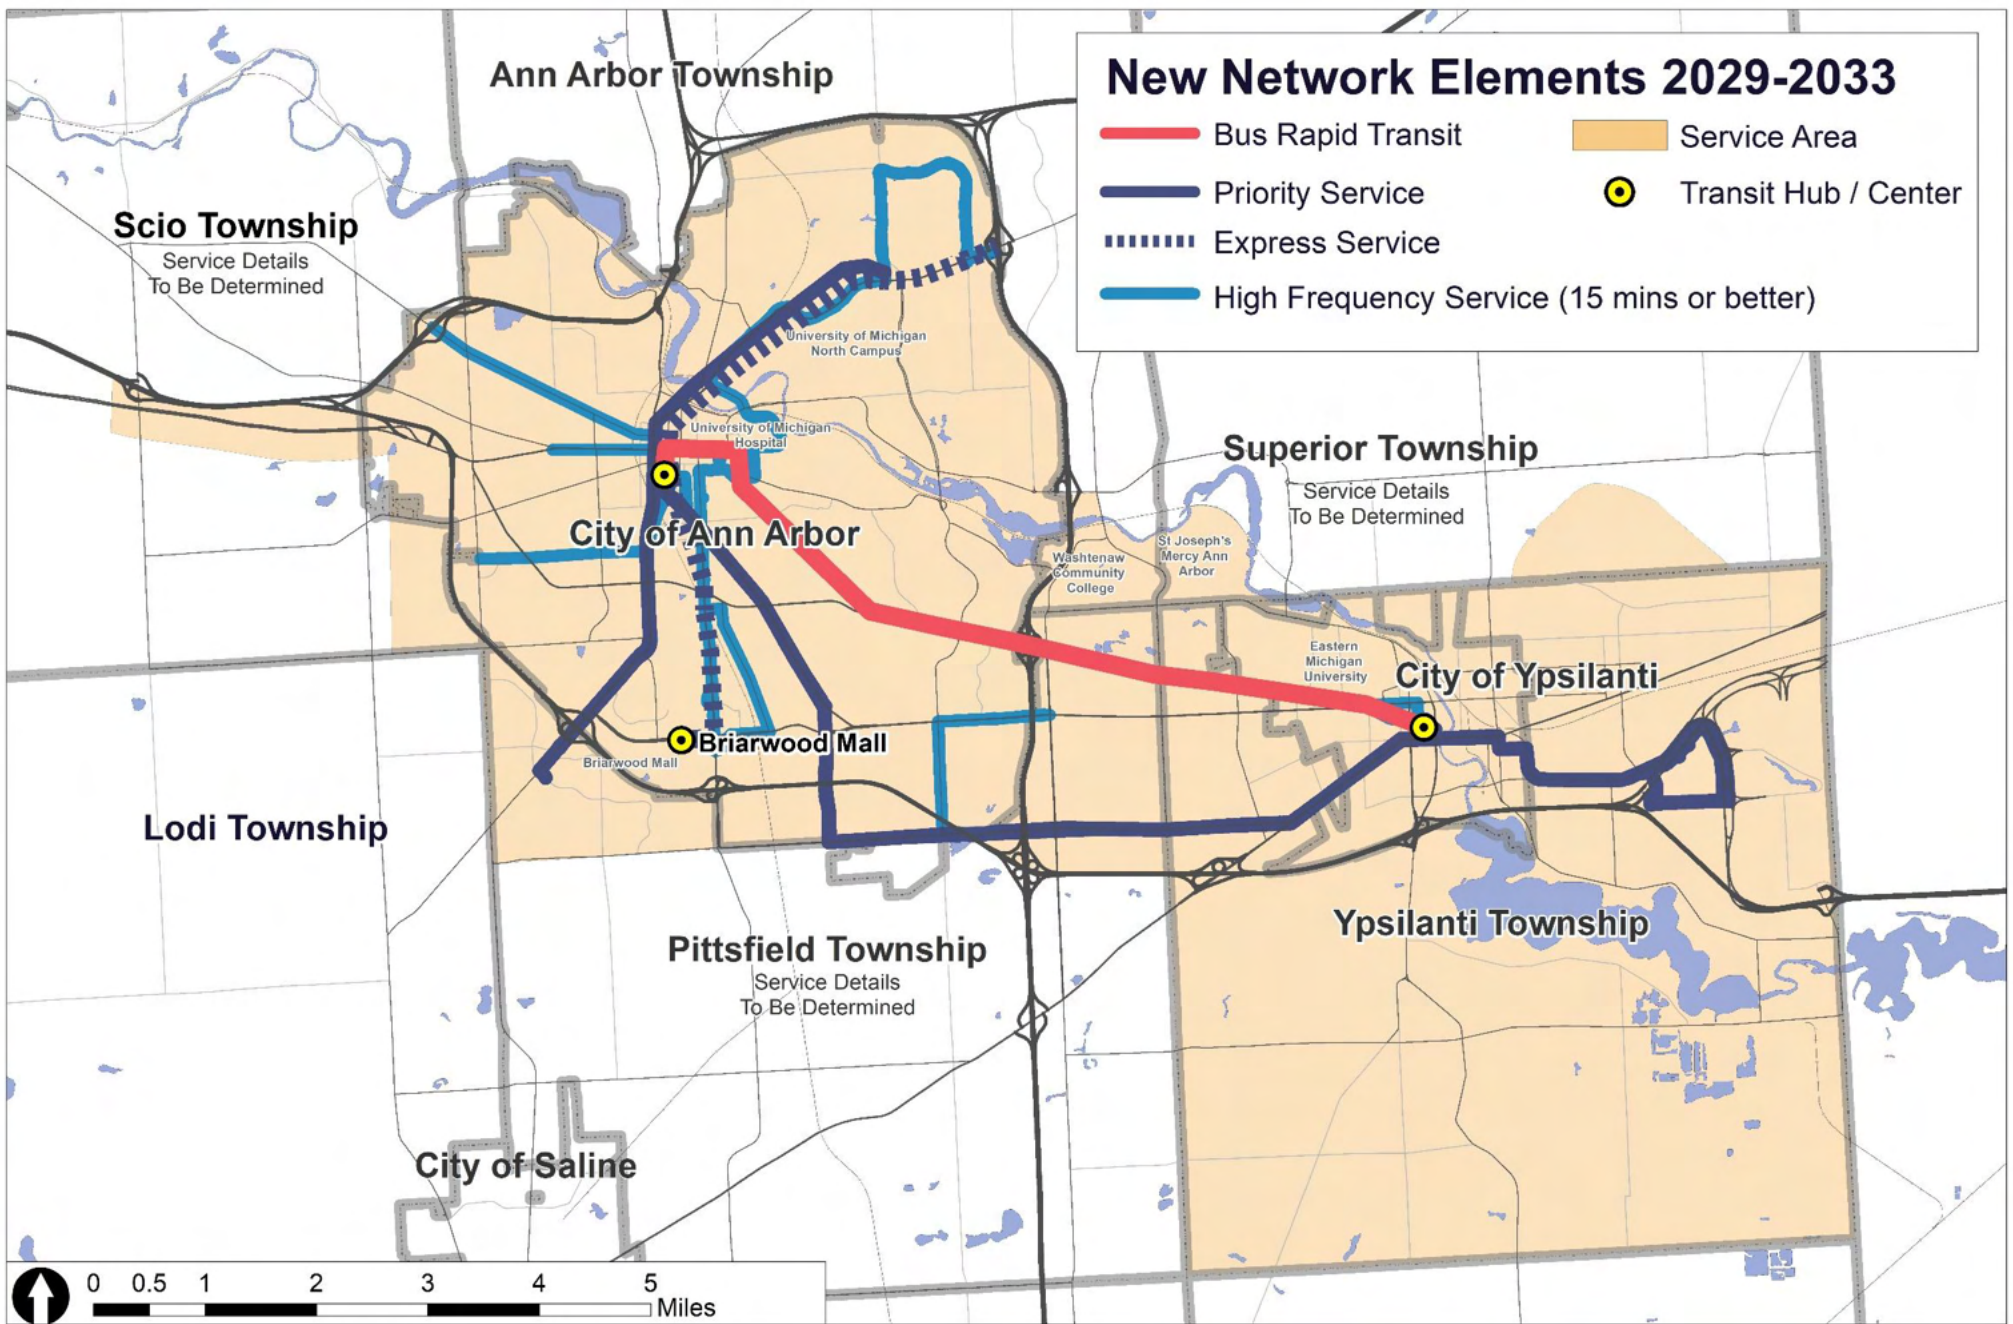 Ann Arbor Township
New Network Elements 2029-2033
Bus Rapid Transit
Service Area
Priority Service
Transit Hub / Center
Express Service
High Frequency Service (15 mins or better)
Scio Township
Service Details
To Be Determined
University of Michigan
North Campus
University of Michigan
Hospital
Superior Township
Service Details
To Be Determined
City of Ann Arbor
St Joseph's
Mercy Ann
Arbor
Washtenaw
Community
College
Eastern
Michigan
University
City of Ypsilanti
Briarwood Mall
Briarwood Mall
Lodi Township
Ypsilanti Township
Pittsfield Township
Service Details
To Be Determined
City of Saline
0 0.5 1 2 3 4 5
Miles